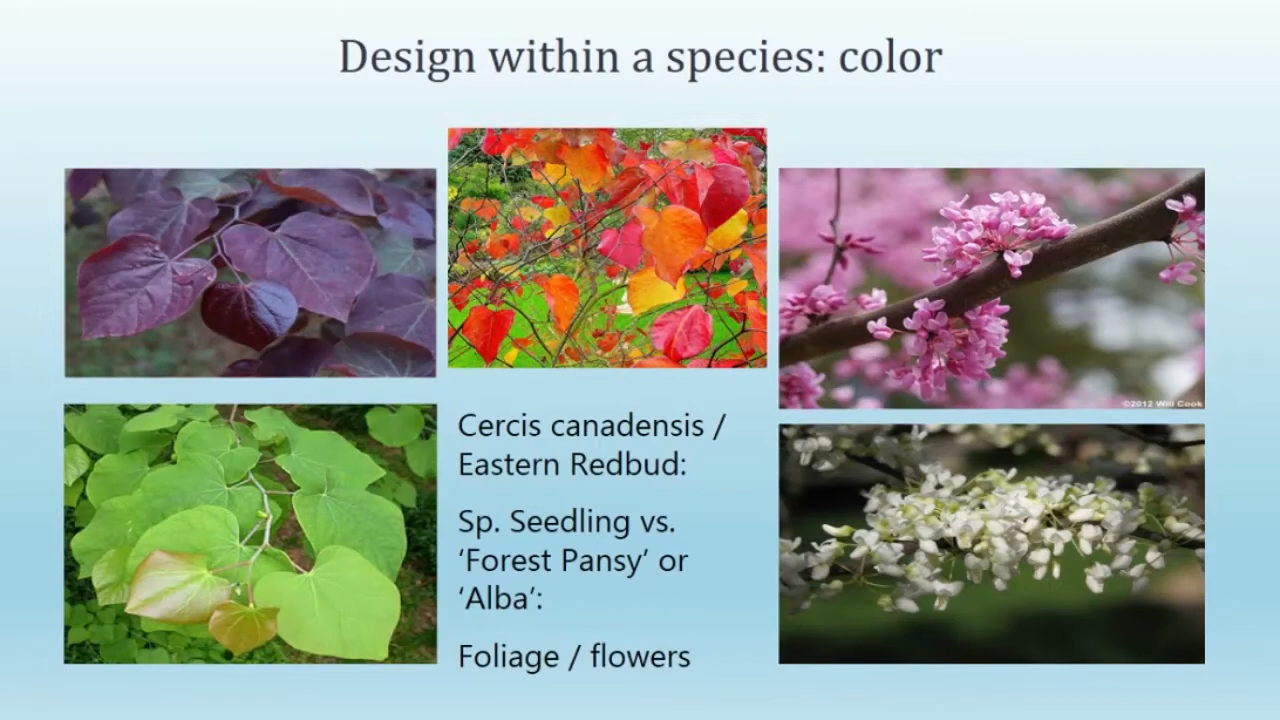 Design within a species: color
©2012 Will Cook
Cercis canadensis /
Eastern Redbud:
Sp. Seedling vs.
‘Forest Pansy’ or
‘Alba’:
Foliage / flowers